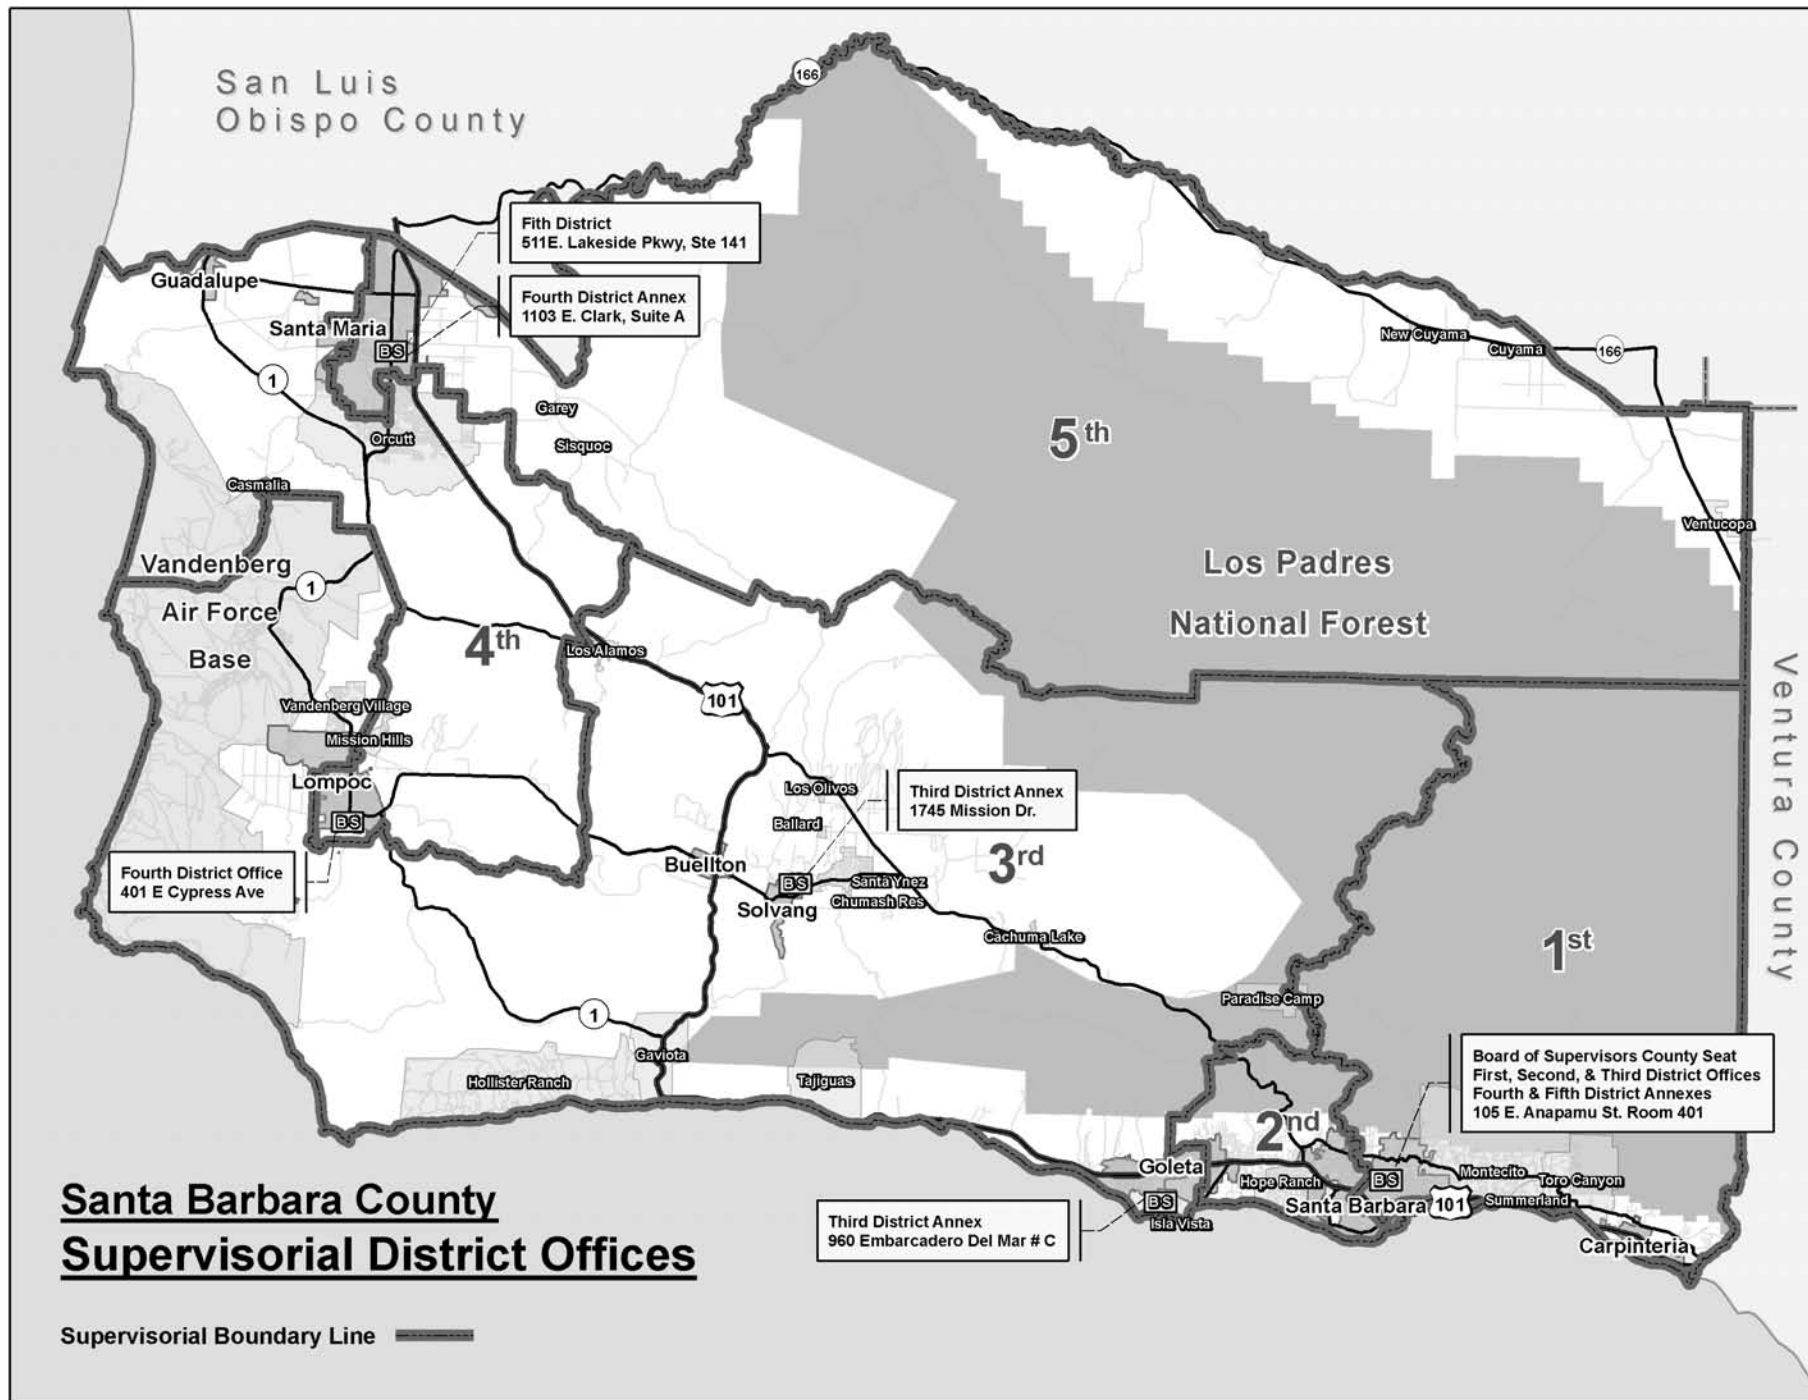 San Luis
Obispo County
166
Fith District
511E. Lakeside Pkwy, Ste 141
Guadalupe
Fourth District Annex
1103 E. Clark, Suite A
Santa Maria
BS
New Cuyama
Cuyama
166
1
Garey
5th
Orcutt
Sisquoc
Casmalia
Ventucopa
Vandenberg
Air Force
Base
1
Los Padres
National Forest
4th
Los Alamos
101
Ventura County
Vandenberg Village
Mission Hills
Lompoc
BS
Los Olivos
Third District Annex
1745 Mission Dr.
Ballard
3rd
Buellton
Fourth District Office
401 E Cypress Ave
BS
Santa Ynez
Solvang
Chumash Res
Cachuma Lake
1st
Paradise Camp
1
Gaviota
Hollister Ranch
Tajiguas
Board of Supervisors County Seat
First, Second, & Third District Offices
Fourth & Fifth District Annexes
105 E. Anapamu St. Room 401
2nd
Goleta
Hope Ranch
BS
Montecito
Toro Canyon
Santa Barbara
101
Summerland
BS
Isla Vista
Carpinteria
Third District Annex
960 Embarcadero Del Mar # C
Santa Barbara County
Supervisorial District Offices
Supervisorial Boundary Line